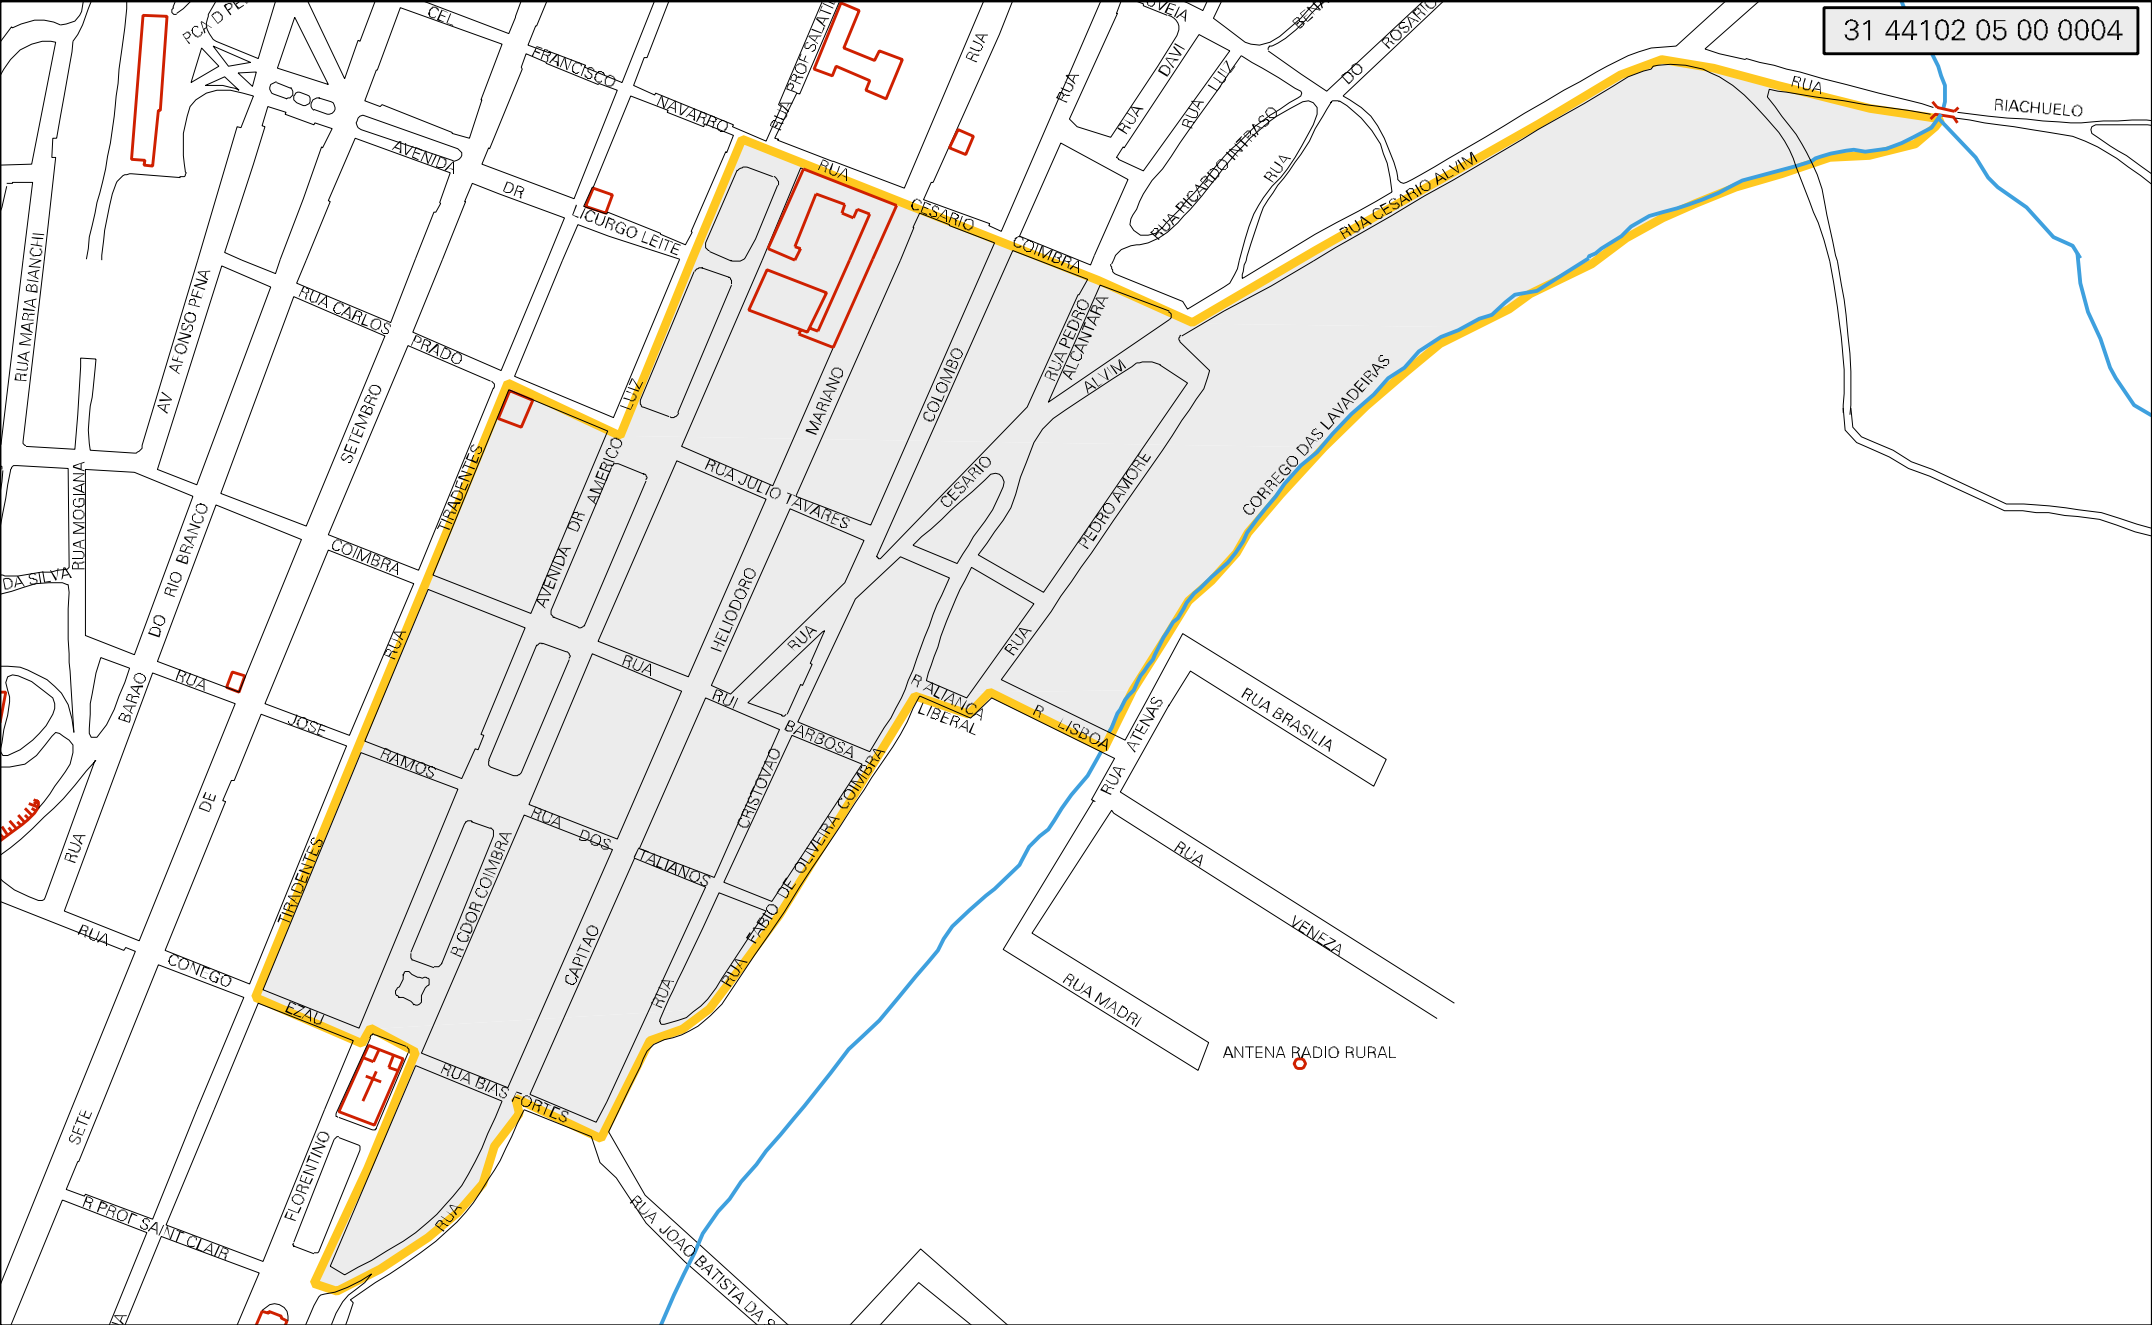 31 44102 05 00 0004
PCA D
CEL
FRANCISCO
NAVARRO
RUA PROF SALATI
RUA
RUA
DAVI
RUA
LUIZ
RUA
DO
ROSARIO
RUA
RIACHUELO
AVENIDA
DR
LICURGO LEITE
RUA
CESARIO
COIMBRA
RUA RICARDO INTRASO
RUA
RUA CESARIO ALVIM
RUA MARIA BIANCHI
AV AFONSO PENA
RUA CARLOS
PRADO
SETEMBRO
LUIZ
MARIANO
COLOMBO
RUA PEDRO
ALCANTARA
ALVIM
CORREGO DAS LAVADEIRAS
RUA MOGIANA
TIRADENTES
AMERICO
DR
AVENIDA
RUA JULIO TAVARES
CESARIO
PEDRO AMORE
RIO BRANCO
DO
COIMBRA
DA SILVA
HELIODORO
RUA
RUA
RUA
RUA
RUA
BARAO
JOSE
RAMOS
RUI
BARBOSA
R ALIANCA
LIBERAL
R LISBOA
RUA ATENAS
RUA BRASILIA
DE
RUA
TIRADENTES
R CDOR COIMBRA
RUA DOS
ITALIANOS
CRISTOVAO
RUA FABIO DE OLIVEIRA COIMBRA
RUA
VENEZA
RUA
CONEGO
EZAU
CAPITAO
RUA
RUA MADRI
ANTENA RADIO RURAL
RUA BIAS FORTES
SETE
FLORENTINO
R PROF SAINT CLAIR
RUA
RUA JOAO BATISTA DA S